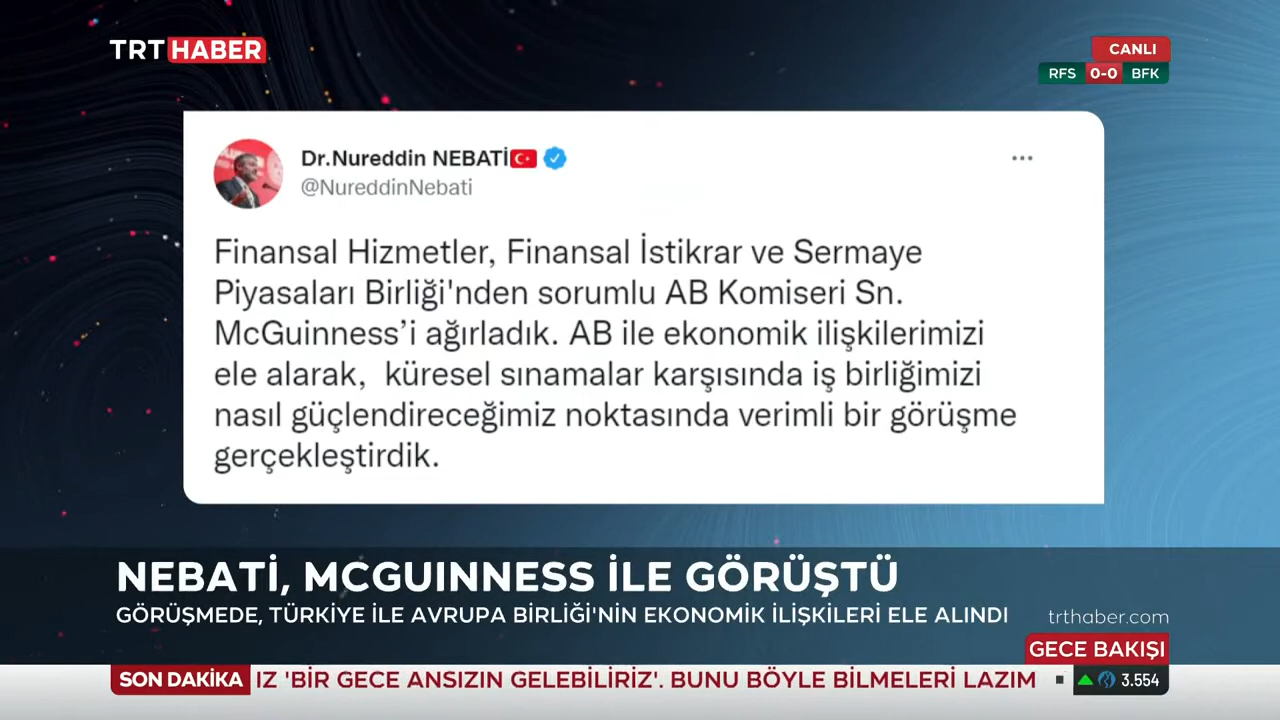 TRT HABER
CANLI
RFS 0-0 BFK
Dr.Nureddin NEBATİ
@NureddinNebati
Finansal Hizmetler, Finansal İstikrar ve Sermaye
Piyasaları Birliği'nden sorumlu AB Komiseri Sn.
McGuinness’i ağırladık. AB ile ekonomik ilişkilerimizi
ele alarak,  küresel sınamalar karşısında iş birliğimizi
nasıl güçlendireceğimiz noktasında verimli bir görüşme
gerçekleştirdik.
NEBATİ, MCGUINNESS İLE GÖRÜŞTÜ
GÖRÜŞMEDE, TÜRKİYE İLE AVRUPA BİRLİĞİ'NİN EKONOMİK İLİŞKİLERİ ELE ALINDI
trthaber.com
GECE BAKIŞI
SON DAKİKA IZ 'BİR GECE ANSIZIN GELEBİLİRİZ'. BUNU BÖYLE BİLMELERİ LAZIM
3.554